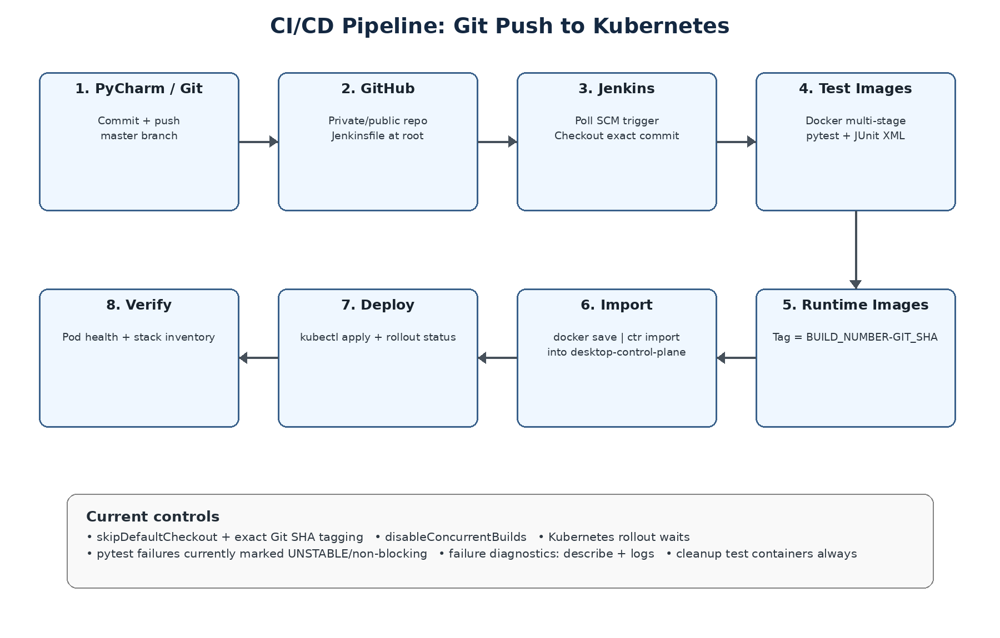 CI/CD Pipeline: Git Push to Kubernetes
1. PyCharm / Git
Commit + push
master branch
2. GitHub
Private/public repo
Jenkinsfile at root
3. Jenkins
Poll SCM trigger
Checkout exact commit
4. Test Images
Docker multi-stage
pytest + JUnit XML
8. Verify
Pod health + stack inventory
7. Deploy
kubectl apply + rollout status
6. Import
docker save | ctr import
into desktop-control-plane
5. Runtime Images
Tag = BUILD_NUMBER-GIT_SHA
Current controls
• skipDefaultCheckout + exact Git SHA tagging • disableConcurrentBuilds • Kubernetes rollout waits
• pytest failures currently marked UNSTABLE/non-blocking • failure diagnostics: describe + logs • cleanup test containers always